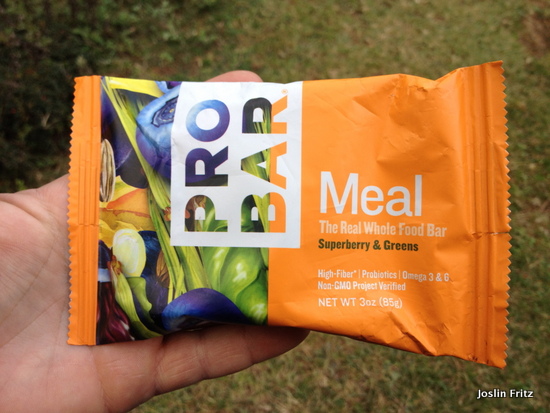 PRO
BAR®
Meal
The Real Whole Food Bar
Superberry & Greens
High-Fiber* | Probiotics | Omega 3 & 6
Non-GMO Project Verified
NET WT 3oz (85g)
Joslin Fritz